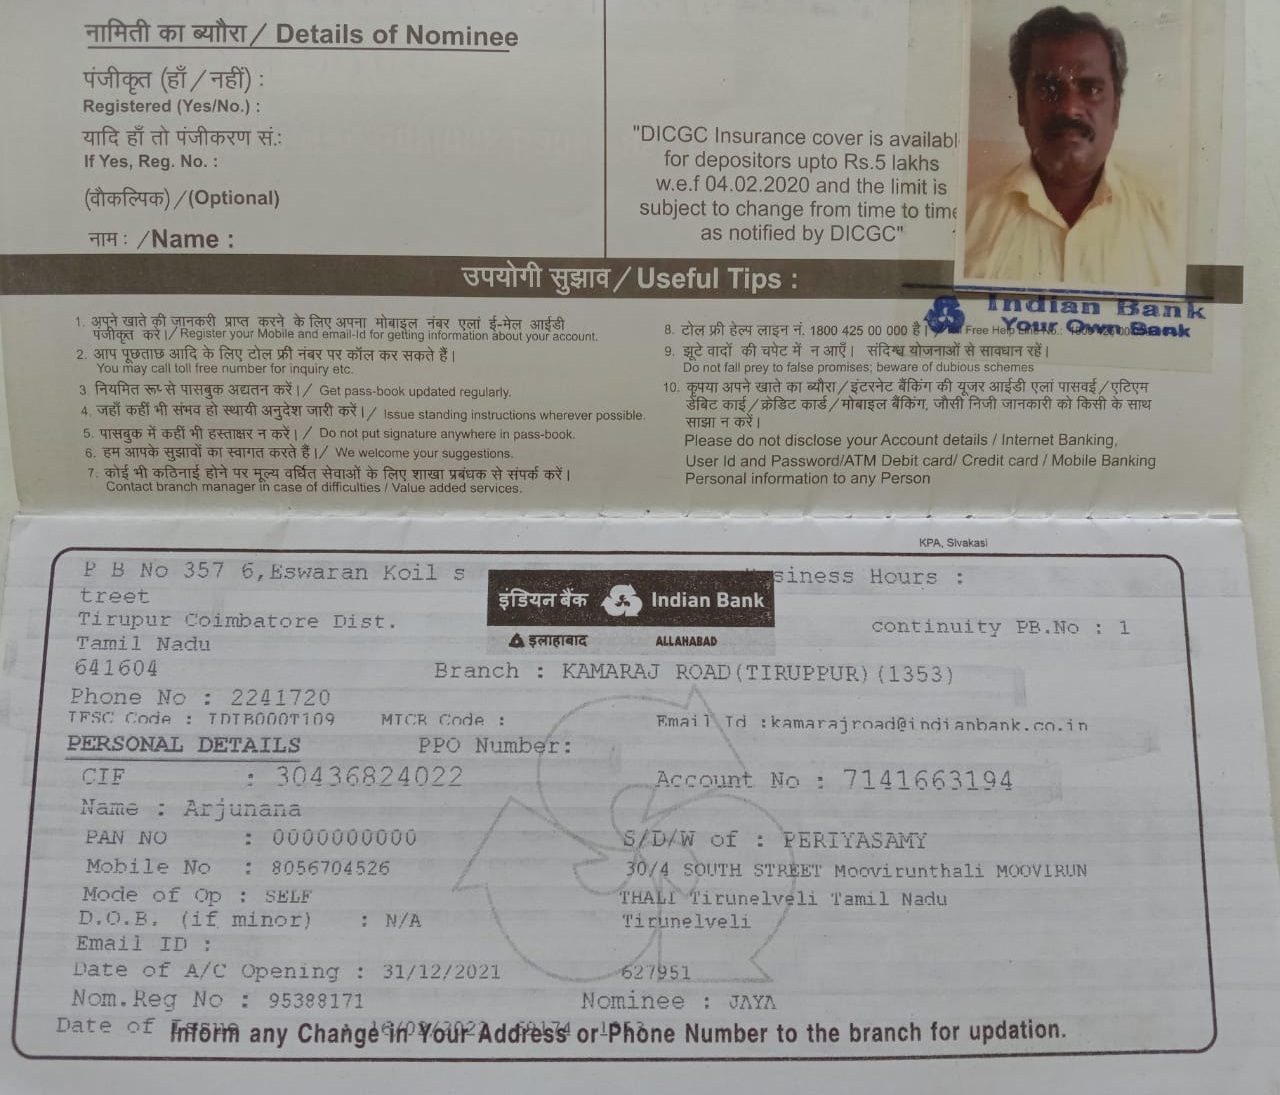 नामिती का ब्यौरा / Details of Nominee
पंजीकृत (हाँ / नहीं) :
Registered (Yes/No.) :
यादि हाँ तो पंजीकरण सं.:
If Yes, Reg. No. :
(वौकल्पिक) / (Optional)
नाम : / Name :
"DICGC Insurance cover is availabl
for depositors upto Rs.5 lakhs
w.e.f 04.02.2020 and the limit is
subject to change from time to time
as notified by DICGC"
Indian Bank
Your Own Bank
उपयोगी सुझाव / Useful Tips :
1. अपने खाते की जानकरी प्राप्त करने के लिए अपना मोबाइल नंबर एलां ई-मेल आईडी
पंजीकृत करें। / Register your Mobile and email-Id for getting information about your account.
2. आप पूछताछ आदि के लिए टोल फ्री नंबर पर कॉल कर सकते हैं।
You may call toll free number for inquiry etc.
3. नियमित रूप से पासबुक अद्यतन करें। / Get pass-book updated regularly.
4. जहाँ कहीं भी संभव हो स्थायी अनुदेश जारी करें। / Issue standing instructions wherever possible.
5. पासबुक में कहीं भी हस्ताक्षर न करें। / Do not put signature anywhere in pass-book.
6. हम आपके सुझावों का स्वागत करते हैं। / We welcome your suggestions.
7. कोई भी कठिनाई होने पर मूल्य वर्धित सेवाओं के लिए शाखा प्रबंधक से संपर्क करें।
Contact branch manager in case of difficulties / Value added services.
8. टोल फ्री हेल्प लाइन नं. 1800 425 00 000 है। Free Help
9. झूटे वादों की चपेट में न आएँ। संदिग्ध योजनाओं से सावधान रहें।
Do not fall prey to false promises; beware of dubious schemes
10. कृपया अपने खाते का ब्यौरा / इंटरनेट बैंकिंग की यूजर आईडी एलां पासवर्ड / एटिएम
डेबिट कार्ड / क्रेडिट कार्ड / मोबाइल बैंकिंग, जौसी निजी जानकारी को किसी के साथ
साझा न करें।
Please do not disclose your Account details / Internet Banking,
User Id and Password/ATM Debit card/ Credit card / Mobile Banking
Personal information to any Person
KPA, Sivakasi
P B No 357 6,Eswaran Koil s
treet
Tirupur Coimbatore Dist.
Tamil Nadu
641604
इंडियन बैंक Indian Bank
इलाहाबाद ALLAHABAD
siness Hours :
continuity PB.No : 1
Branch : KAMARAJ ROAD(TIRUPPUR)(1353)
Phone No : 2241720
IFSC Code : IDIB000T109 MICR Code : Email Id :kamarajroad@indianbank.co.in
PERSONAL DETAILS PPO Number:
CIF : 30436824022 Account No : 7141663194
Name : Arjunana
PAN NO : 0000000000 S/D/W of : PERIYASAMY
Mobile No : 8056704526 30/4 SOUTH STREET Moovirunthali MOOVIRUN
Mode of Op : SELF THALI Tirunelveli Tamil Nadu
D.O.B. (if minor) : N/A Tirunelveli
Email ID :
Date of A/C Opening : 31/12/2021 627951
Nom.Reg No : 95388171 Nominee : JAYA
Date of Issue
Inform any Change in Your Address or Phone Number to the branch for updation.